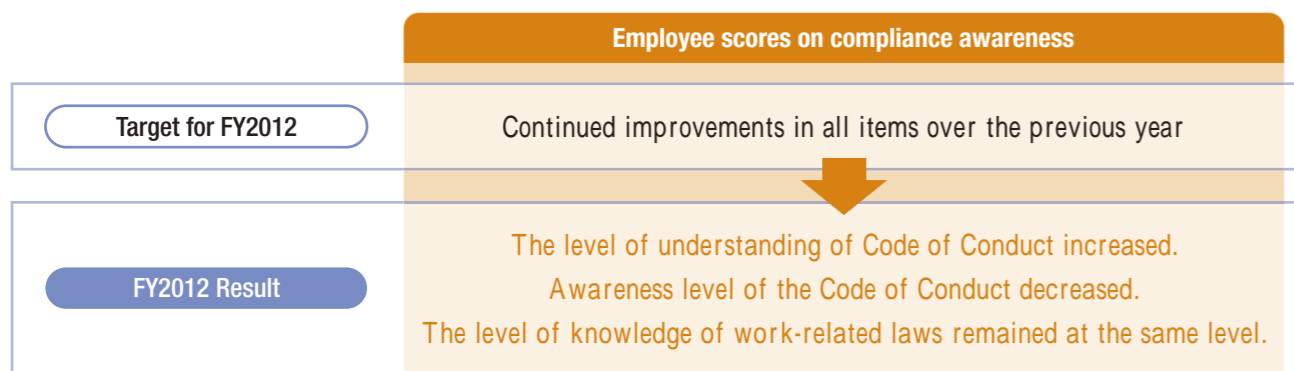 Employee scores on compliance awareness
Target for FY2012
Continued improvements in all items over the previous year
FY2012 Result
The level of understanding of Code of Conduct increased.
Awareness level of the Code of Conduct decreased.
The level of knowledge of work-related laws remained at the same level.